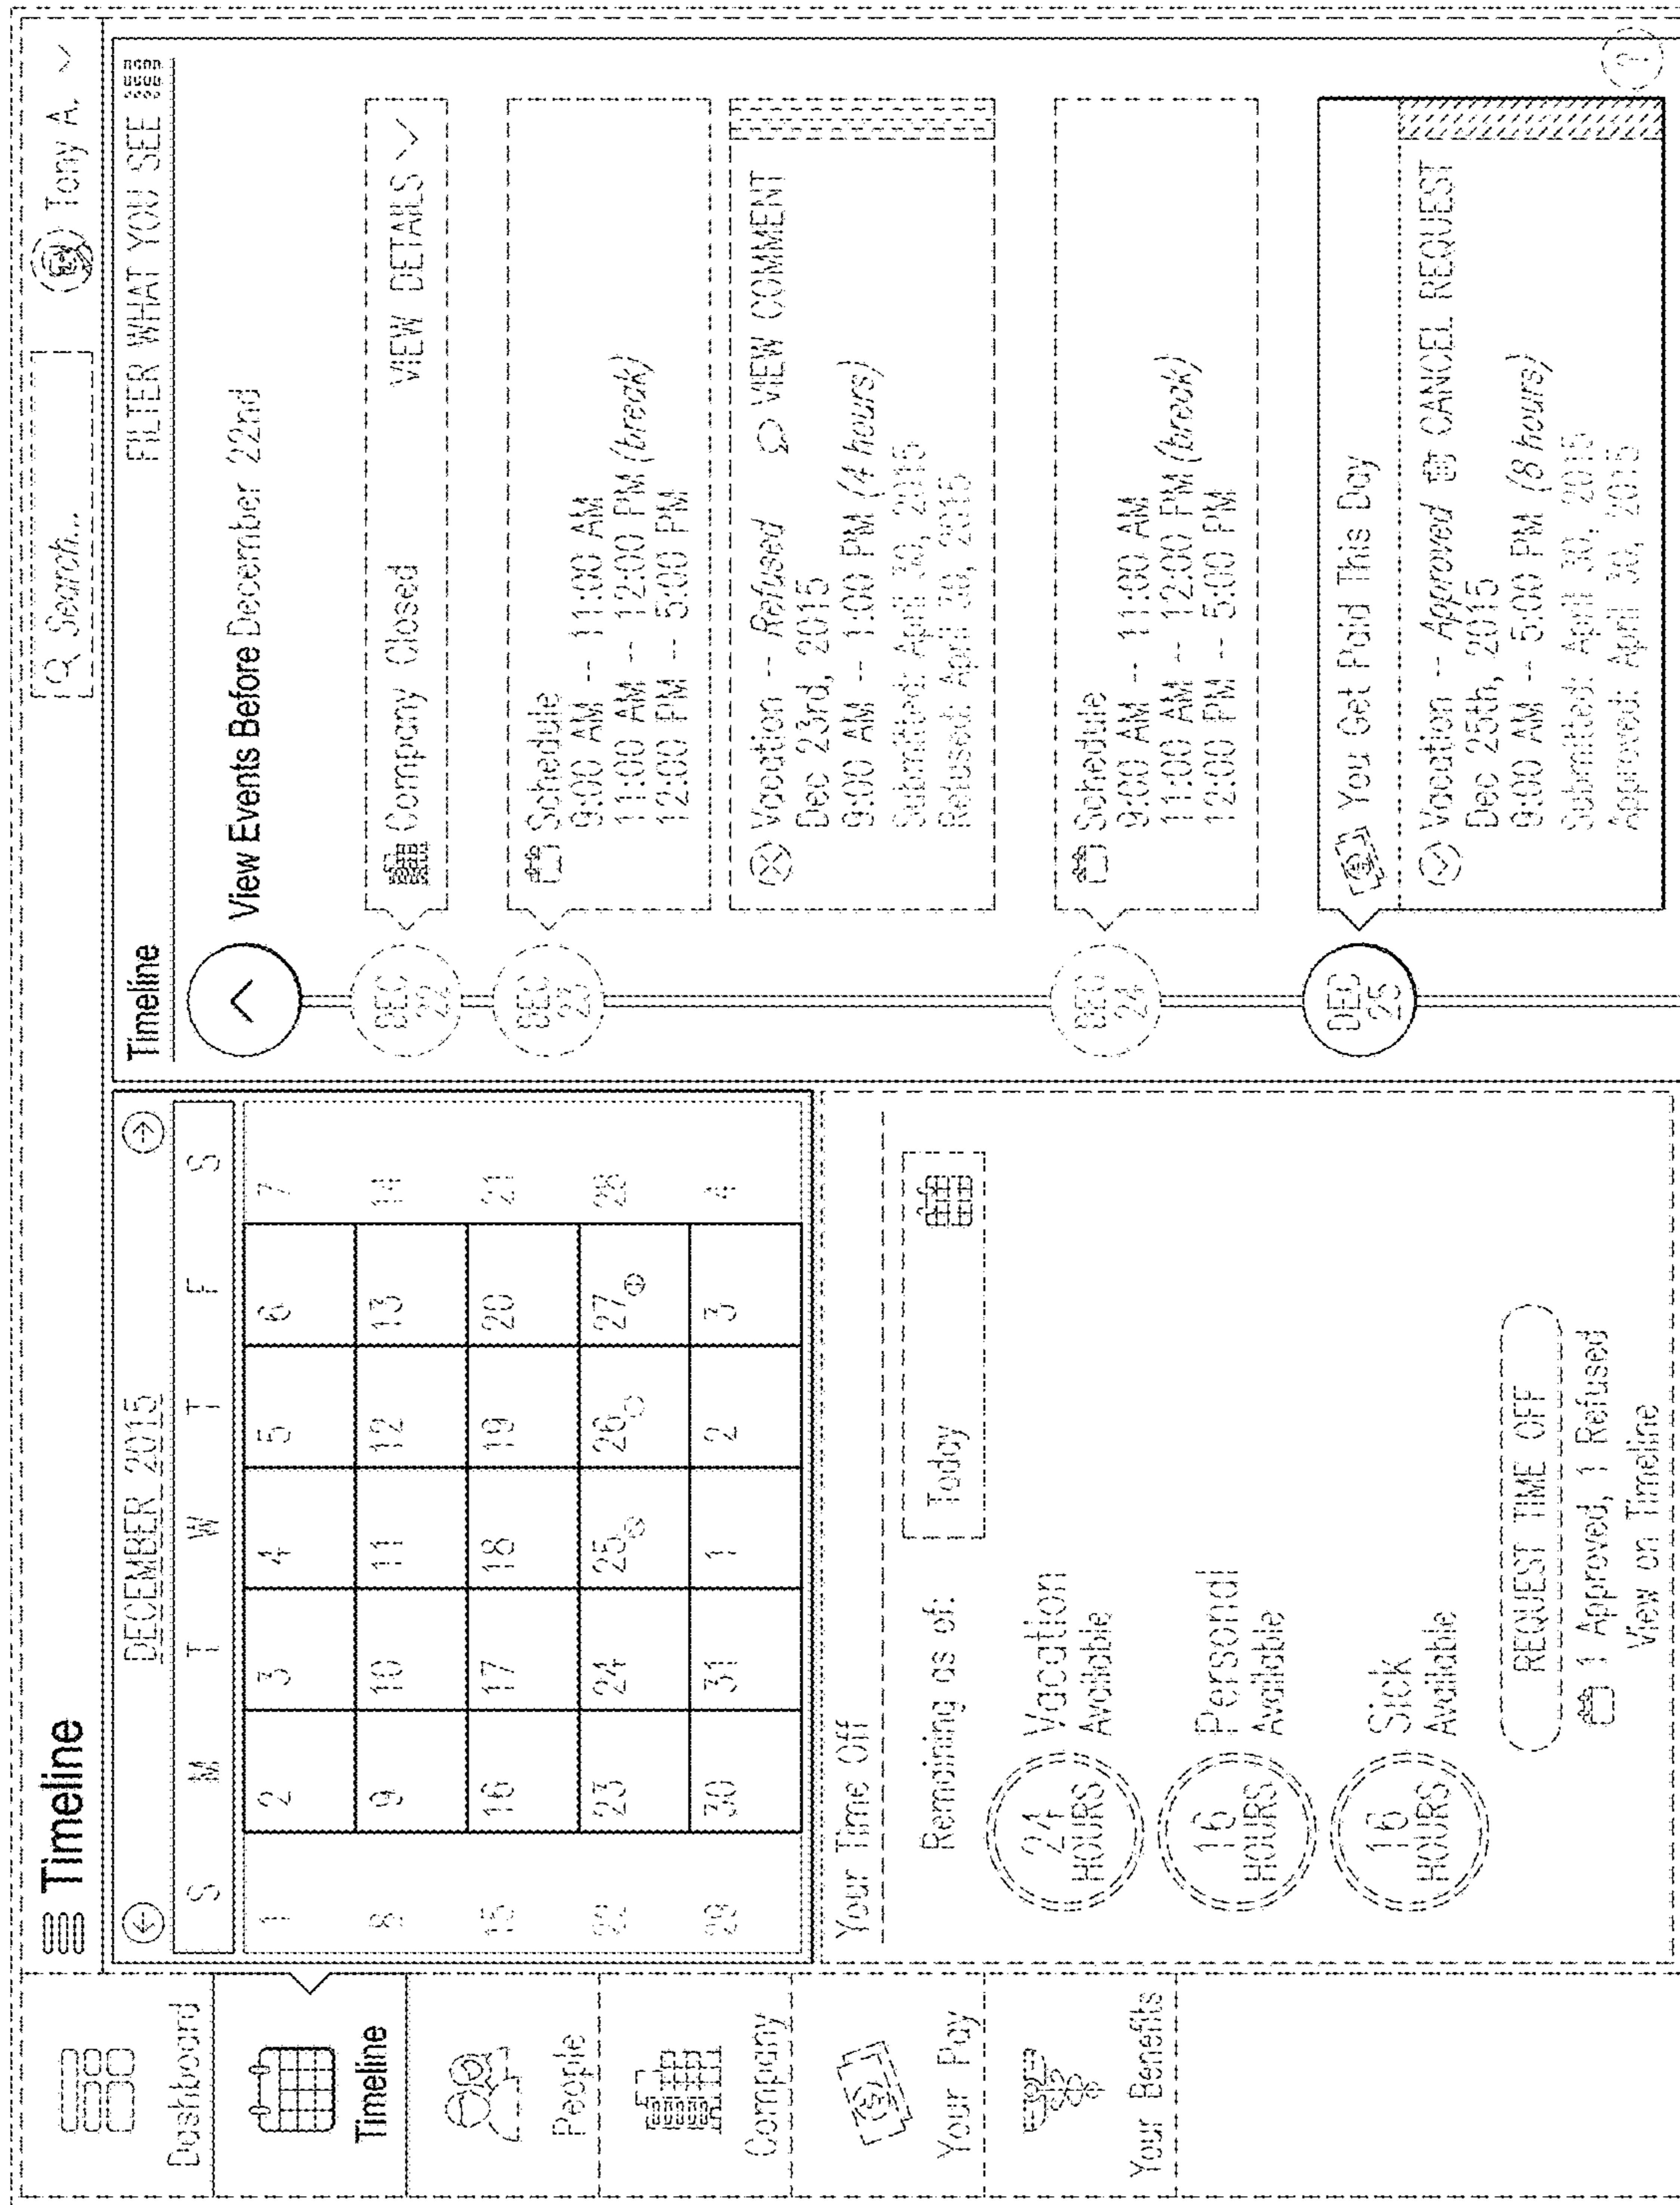 Timeline
Search...
Tony A.
Dashboard
Timeline
People
Company
Your Pay
Your Benefits
DECEMBER 2015
S M T W T F S
1 2 3 4 5 6 7
8 9 10 11 12 13 14
15 16 17 18 19 20 21
22 23 24 25 26 27 28
29 30 31 1 2 3 4
Your Time Off
Remaining as of: Today
24 HOURS
Vacation
Available
16 HOURS
Personal
Available
16 HOURS
Sick
Available
REQUEST TIME OFF
1 Approved, 1 Refused
View on Timeline
Timeline FILTER WHAT YOU SEE
View Events Before December 22nd
DEC
22
Company Closed VIEW DETAILS
DEC
23
Schedule
9:00 AM -- 11:00 AM
11:00 AM -- 12:00 PM (break)
12:00 PM -- 5:00 PM
Vacation -- Refused VIEW COMMENT
Dec 23rd, 2015
9:00 AM -- 1:00 PM (4 hours)
Submitted: April 30, 2015
Refused: April 30, 2015
DEC
24
Schedule
9:00 AM -- 11:00 AM
11:00 AM -- 12:00 PM (break)
12:00 PM -- 5:00 PM
DEC
25
You Get Paid This Day
Vacation -- Approved CANCEL REQUEST
Dec 25th, 2015
9:00 AM -- 5:00 PM (8 hours)
Submitted: April 30, 2015
Approved: April 30, 2015
?